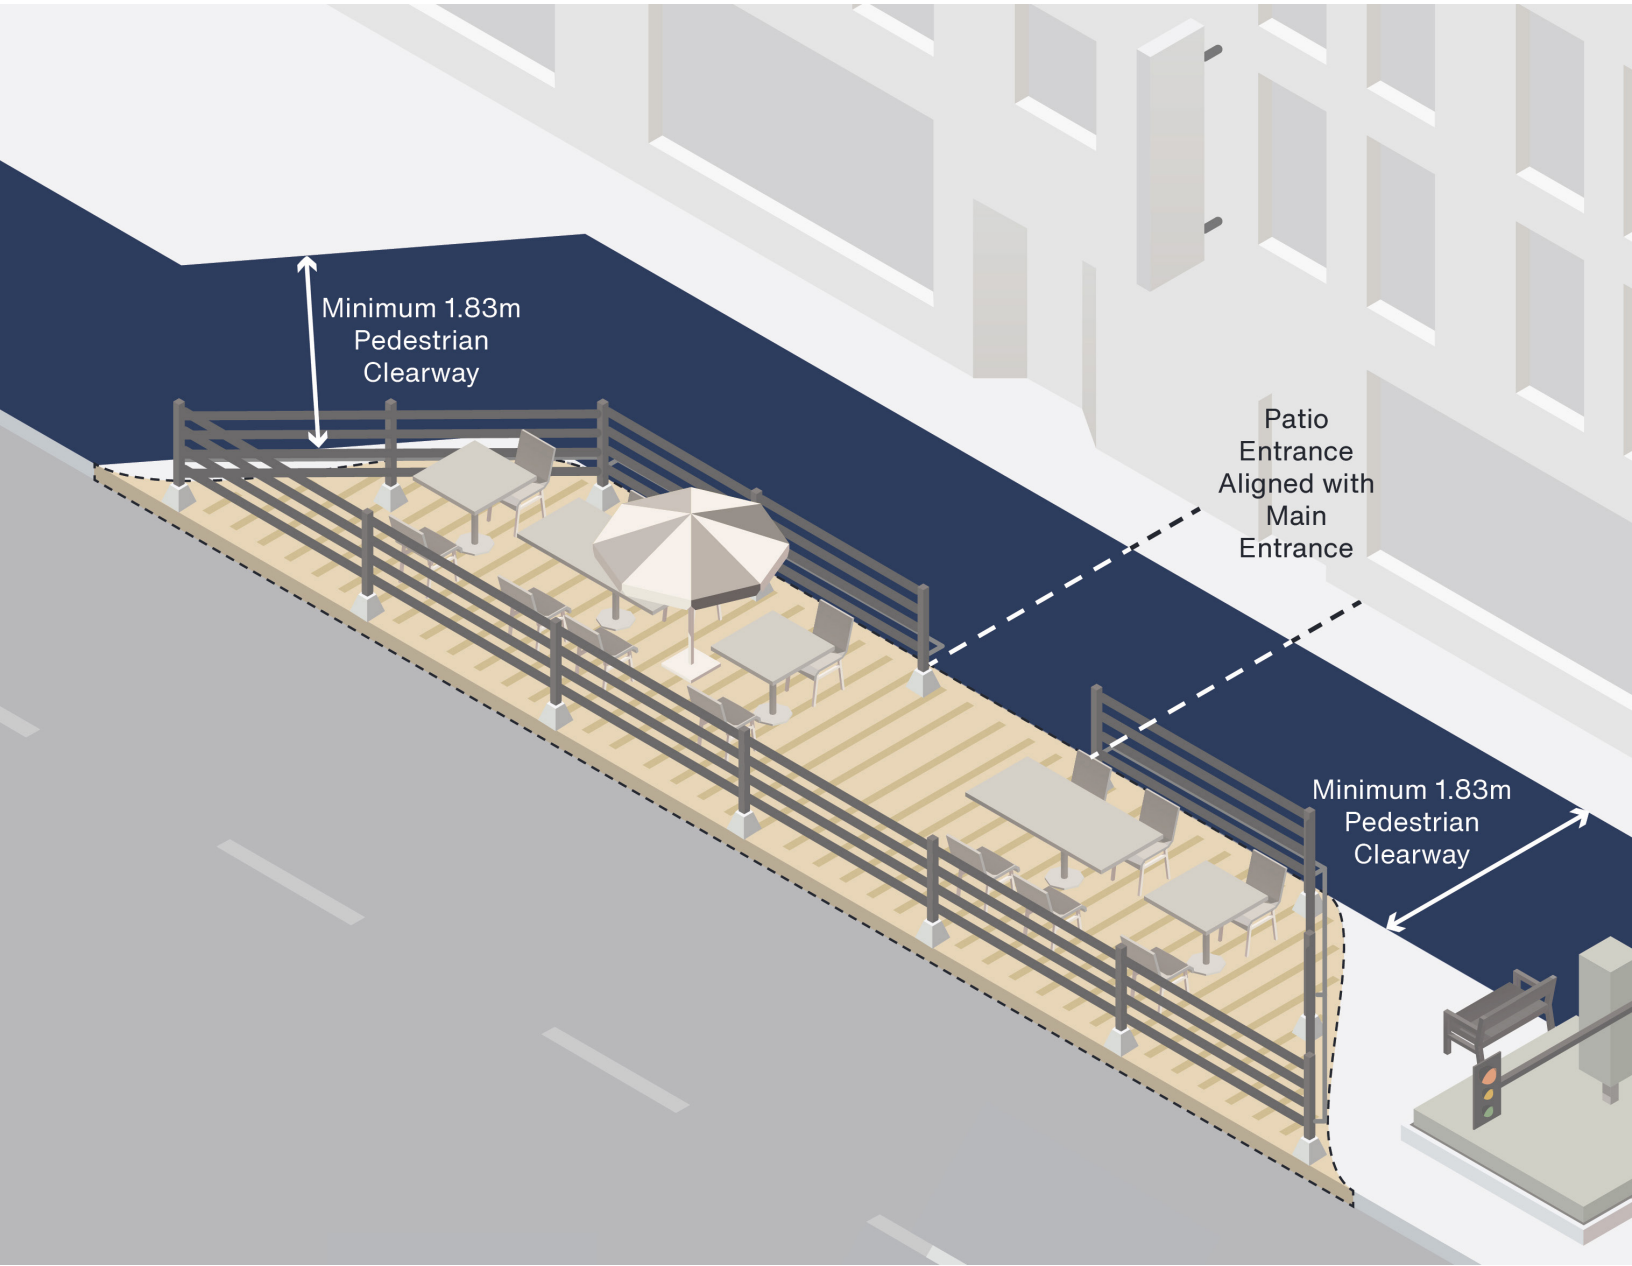 Minimum 1.83m
Pedestrian
Clearway
Patio
Entrance
Aligned with
Main
Entrance
Minimum 1.83m
Pedestrian
Clearway